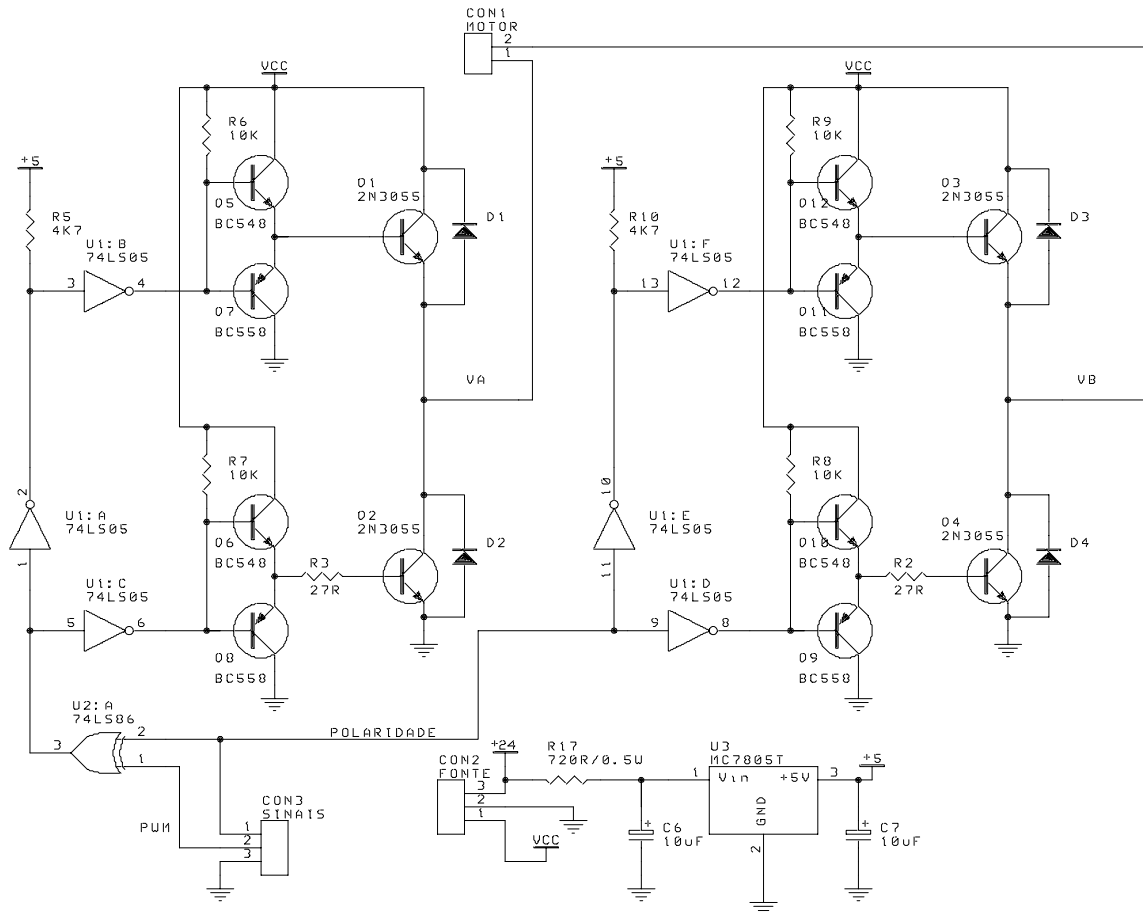 CON1
MOTOR
2
1
VCC
R6
10K
+5
R5
4K7
U1:B
74LS05
3
4
Q5
BC548
Q7
BC558
Q1
2N3055
D1
VA
VCC
R9
10K
+5
R10
4K7
U1:F
74LS05
13
12
Q12
BC548
Q11
BC558
Q3
2N3055
D3
VB
R7
10K
2
U1:A
74LS05
1
U1:C
74LS05
5
6
Q6
BC548
Q8
BC558
R3
27R
Q2
2N3055
D2
R8
10K
10
U1:E
74LS05
11
U1:D
74LS05
9
8
Q10
BC548
Q9
BC558
R2
27R
Q4
2N3055
D4
U2:A
74LS86
3
2
1
POLARIDADE
PWM
CON3
SINAIS
1
2
3
CON2
FONTE
3
2
1
+24
VCC
R17
720R/0.5W
U3
MC7805T
1
Vin
+5V
3
GND
2
+5
+
C6
10uF
+
C7
10uF